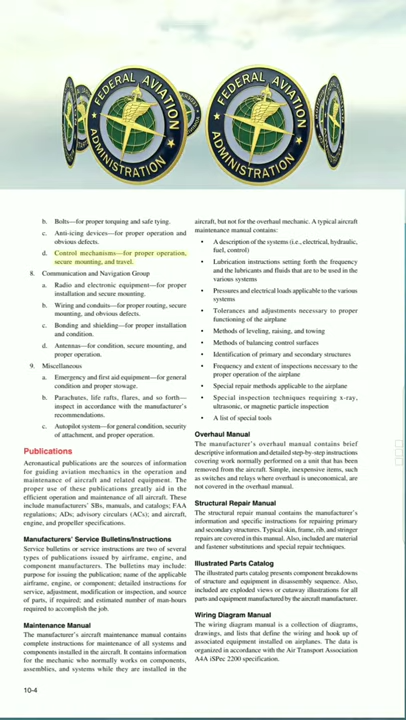 FEDERAL AVIATION
ADMINISTRATION
FEDERAL AVIATION
ADMINISTRATION
b. Bolts—for proper torquing and safe tying.
c. Anti-icing devices—for proper operation and
obvious defects.
d. Control mechanisms—for proper operation,
secure mounting, and travel.
8. Communication and Navigation Group
a. Radio and electronic equipment—for proper
installation and secure mounting.
b. Wiring and conduits—for proper routing, secure
mounting, and obvious defects.
c. Bonding and shielding—for proper installation
and condition.
d. Antennas—for condition, secure mounting, and
proper operation.
9. Miscellaneous
a. Emergency and first aid equipment—for general
condition and proper stowage.
b. Parachutes, life rafts, flares, and so forth—
inspect in accordance with the manufacturer's
recommendations.
c. Autopilot system—for general condition, security
of attachment, and proper operation.
Publications
Aeronautical publications are the sources of information
for guiding aviation mechanics in the operation and
maintenance of aircraft and related equipment. The
proper use of these publications greatly aid in the
efficient operation and maintenance of all aircraft. These
include manufacturers' SBs, manuals, and catalogs; FAA
regulations; ADs; advisory circulars (ACs); and aircraft,
engine, and propeller specifications.
Manufacturers' Service Bulletins/Instructions
Service bulletins or service instructions are two of several
types of publications issued by airframe, engine, and
component manufacturers. The bulletins may include:
purpose for issuing the publication; name of the applicable
airframe, engine, or component; detailed instructions for
service, adjustment, modification or inspection, and source
of parts, if required; and estimated number of man-hours
required to accomplish the job.
Maintenance Manual
The manufacturer's aircraft maintenance manual contains
complete instructions for maintenance of all systems and
components installed in the aircraft. It contains information
for the mechanic who normally works on components,
assemblies, and systems while they are installed in the
aircraft, but not for the overhaul mechanic. A typical aircraft
maintenance manual contains:
• A description of the systems (i.e., electrical, hydraulic,
fuel, control)
• Lubrication instructions setting forth the frequency
and the lubricants and fluids that are to be used in the
various systems
• Pressures and electrical loads applicable to the various
systems
• Tolerances and adjustments necessary to proper
functioning of the airplane
• Methods of leveling, raising, and towing
• Methods of balancing control surfaces
• Identification of primary and secondary structures
• Frequency and extent of inspections necessary to the
proper operation of the airplane
• Special repair methods applicable to the airplane
• Special inspection techniques requiring x-ray,
ultrasonic, or magnetic particle inspection
• A list of special tools
Overhaul Manual
The manufacturer's overhaul manual contains brief
descriptive information and detailed step-by-step instructions
covering work normally performed on a unit that has been
removed from the aircraft. Simple, inexpensive items, such
as switches and relays where overhaul is uneconomical, are
not covered in the overhaul manual.
Structural Repair Manual
The structural repair manual contains the manufacturer's
information and specific instructions for repairing primary
and secondary structures. Typical skin, frame, rib, and stringer
repairs are covered in this manual. Also, included are material
and fastener substitutions and special repair techniques.
Illustrated Parts Catalog
The illustrated parts catalog presents component breakdowns
of structure and equipment in disassembly sequence. Also,
included are exploded views or cutaway illustrations for all
parts and equipment manufactured by the aircraft manufacturer.
Wiring Diagram Manual
The wiring diagram manual is a collection of diagrams,
drawings, and lists that define the wiring and hook up of
associated equipment installed on airplanes. The data is
organized in accordance with the Air Transport Association
A4A iSPec 2200 specification.
10-4